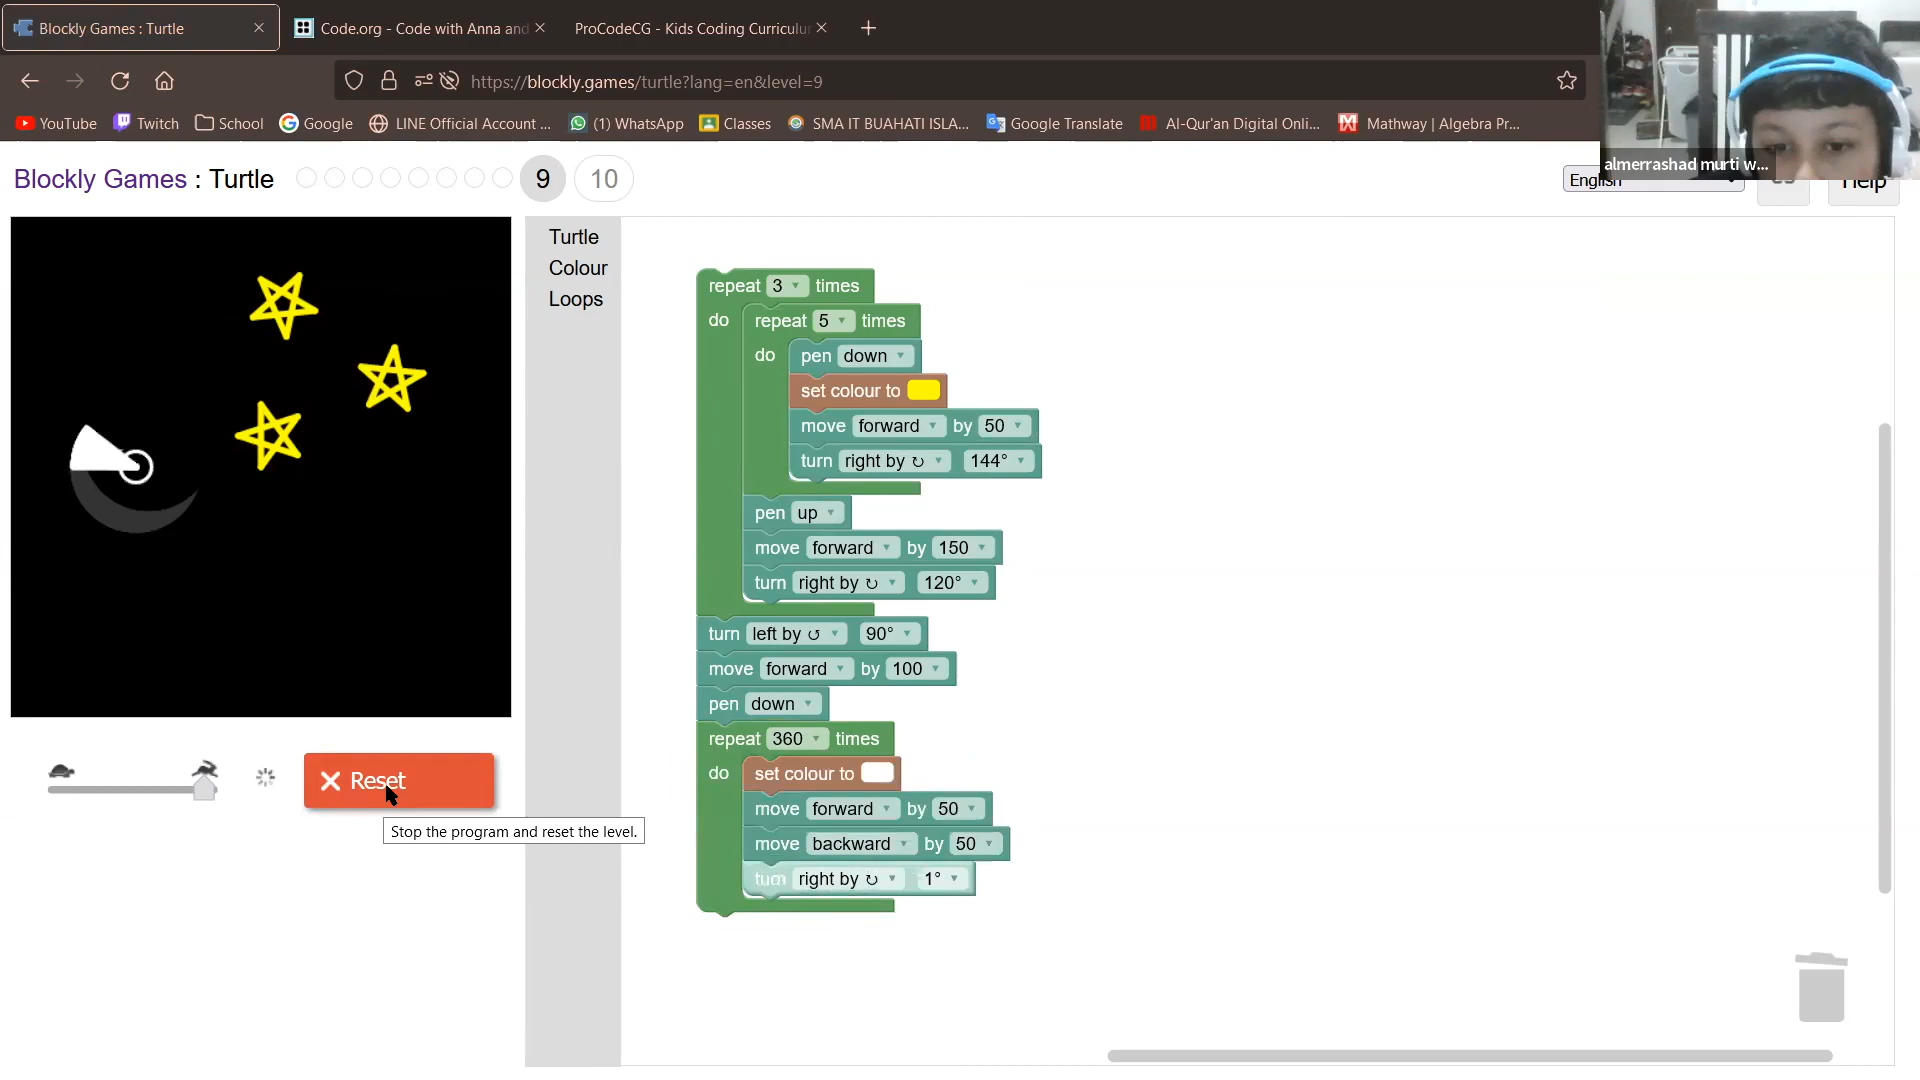 Blockly Games : Turtle
Code.org - Code with Anna and
ProCodeCG - Kids Coding Curriculu
https://blockly.games/turtle?lang=en&level=9
YouTube
Twitch
School
Google
LINE Official Account ...
(1) WhatsApp
Classes
SMA IT BUAHATI ISLA...
Google Translate
Al-Qur'an Digital Onli...
Mathway | Algebra Pr...
almerrashad murti w...
Blockly Games : Turtle
9
10
English
Help
Turtle
Colour
Loops
repeat 3 times
do repeat 5 times
do pen down
set colour to
move forward by 50
turn right by ↻ 144°
pen up
move forward by 150
turn right by ↻ 120°
turn left by ↺ 90°
move forward by 100
pen down
repeat 360 times
do set colour to
move forward by 50
move backward by 50
turn right by ↻ 1°
Reset
Stop the program and reset the level.